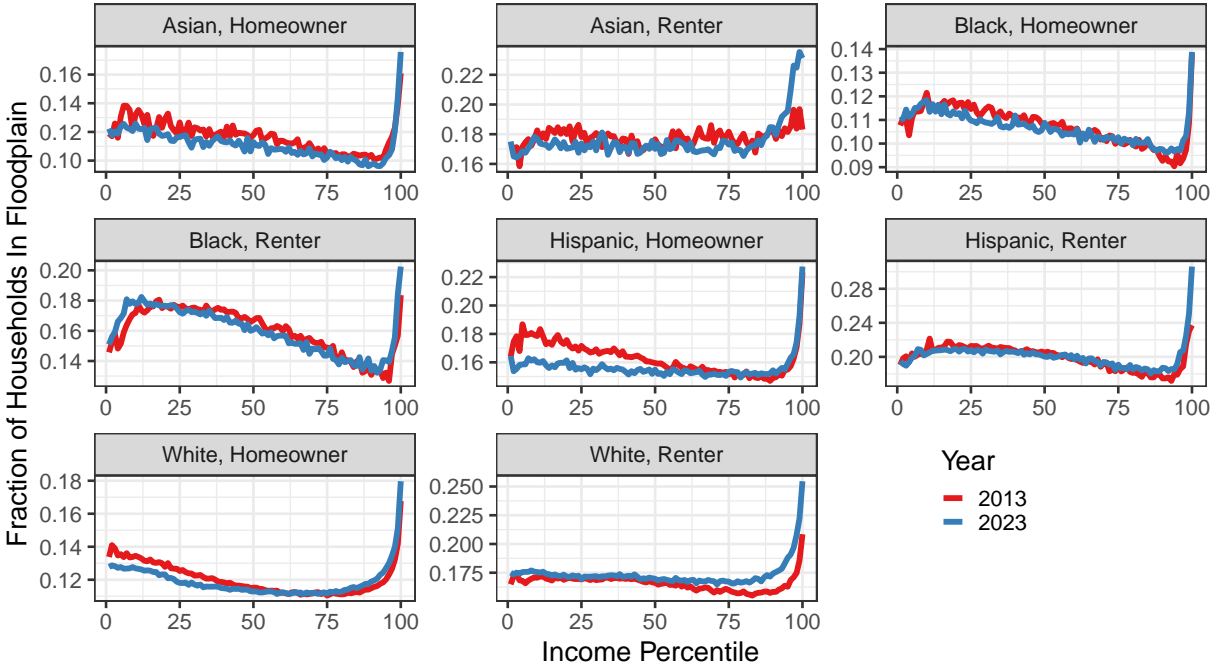 Fraction of Households In Floodplain
Asian, Homeowner
0.16
0.14
0.12
0.10
0 25 50 75 100
Asian, Renter
0.22
0.20
0.18
0.16
0 25 50 75 100
Black, Homeowner
0.14
0.13
0.12
0.11
0.10
0.09
0 25 50 75 100
Black, Renter
0.20
0.18
0.16
0.14
0 25 50 75 100
Hispanic, Homeowner
0.22
0.20
0.18
0.16
0 25 50 75 100
Hispanic, Renter
0.28
0.24
0.20
0 25 50 75 100
White, Homeowner
0.18
0.16
0.14
0.12
0 25 50 75 100
White, Renter
0.250
0.225
0.200
0.175
0 25 50 75 100
Year
2013
2023
Income Percentile